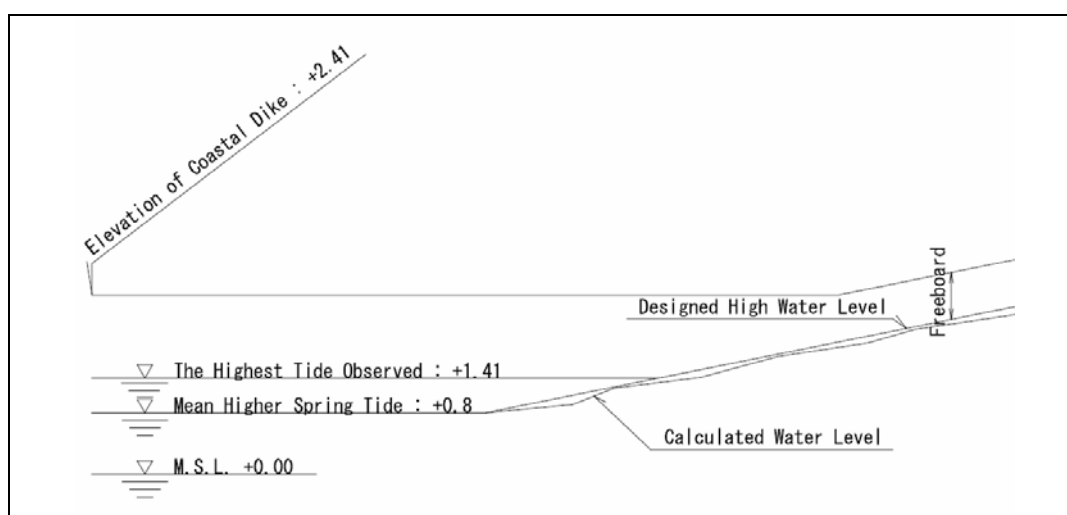 Elevation of Coastal Dike : +2.41
Freeboard
Designed High Water Level
The Highest Tide Observed : +1.41
Mean Higher Spring Tide : +0.8
Calculated Water Level
M.S.L. +0.00